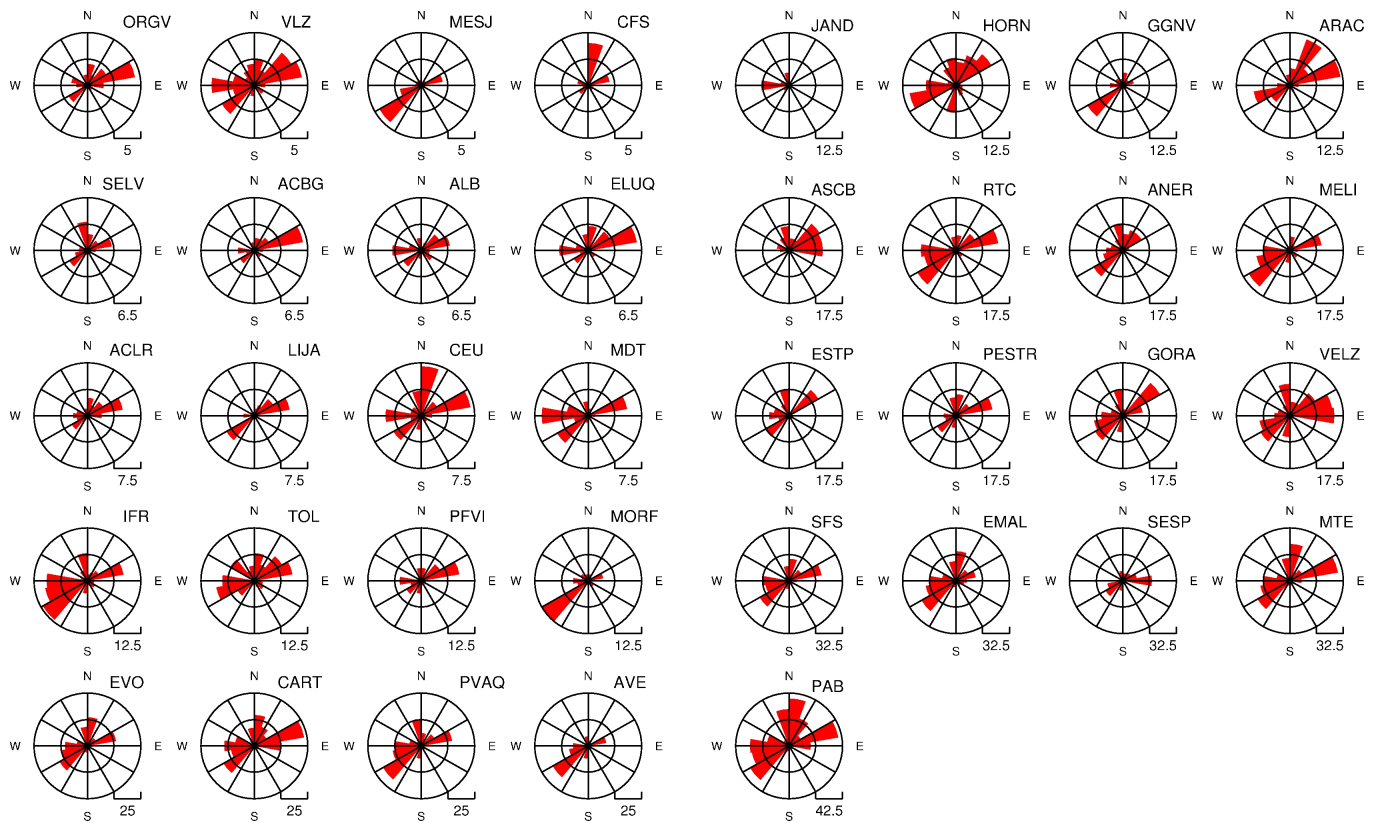 N ORGV N VLZ N MESJ N CFS N JAND N HORN N GGNV N ARAC
W E W E W E W E W E W E W E W E
5 5 5 5 12.5 12.5 12.5 12.5
S S S S S S S S
N SELV N ACBG N ALB N ELUQ N ASCB N RTC N ANER N MELI
W E W E W E W E W E W E W E W E
6.5 6.5 6.5 6.5 17.5 17.5 17.5 17.5
S S S S S S S S
N ACLR N LIJA N CEU N MDT N ESTP N PESTR N GORA N VELZ
W E W E W E W E W E W E W E W E
7.5 7.5 7.5 7.5 17.5 17.5 17.5 17.5
S S S S S S S S
N IFR N TOL N PFVI N MORF N SFS N EMAL N SESP N MTE
W E W E W E W E W E W E W E W E
12.5 12.5 12.5 12.5 32.5 32.5 32.5 32.5
S S S S S S S S
N EVO N CART N PVAQ N AVE N PAB
W E W E W E W E W E
25 25 25 25 42.5
S S S S S